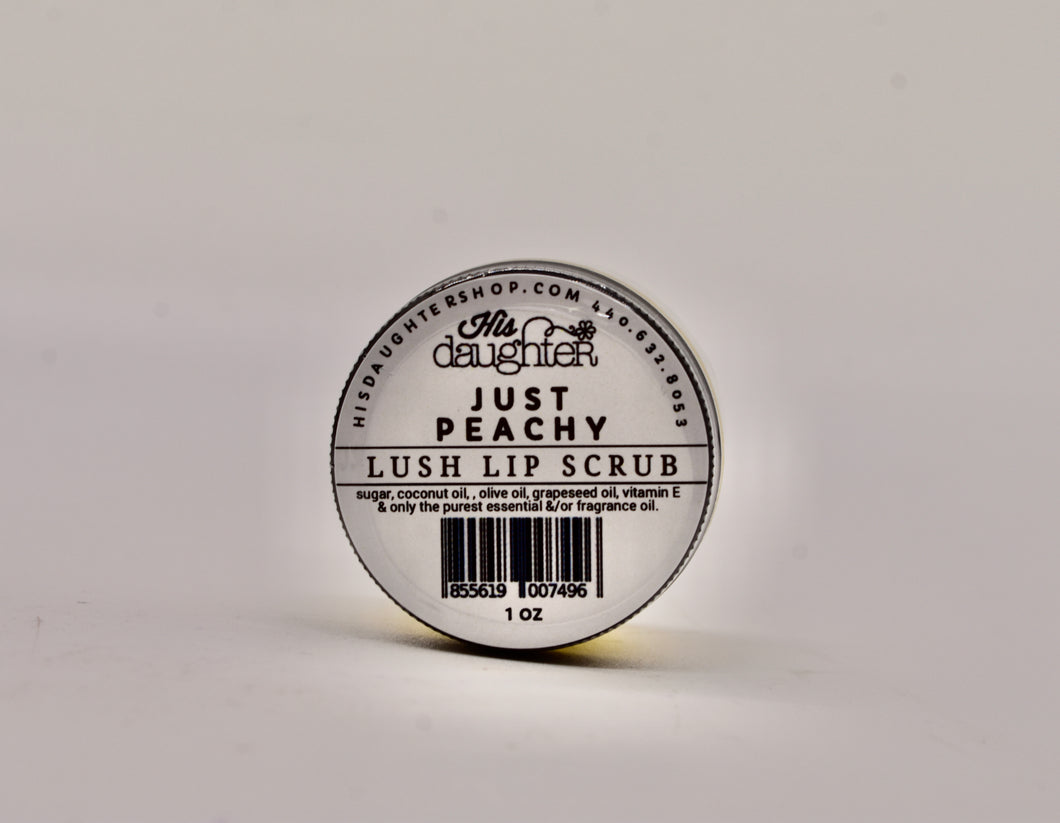 HISDAUGHTERSHOP.COM 440.632.8053
His
daughteR
JUST
PEACHY
LUSH LIP SCRUB
sugar, coconut oil, , olive oil, grapeseed oil, vitamin E
& only the purest essential &/or fragrance oil.
855619 007496
1 OZ